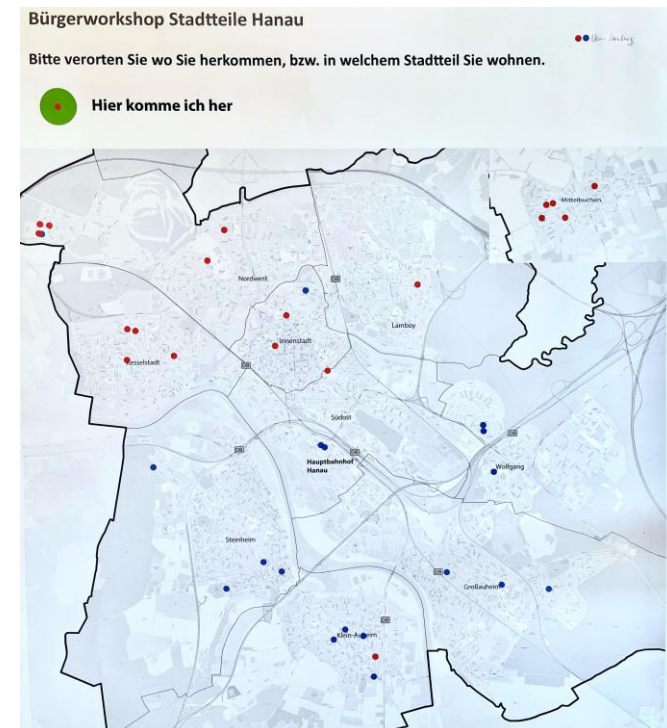 Bürgerworkshop Stadtteile Hanau
Bitte verorten Sie wo Sie herkommen, bzw. in welchem Stadtteil Sie wohnen.
Hier komme ich her
Mittelbuchen
Nordwest
Lamboy
Innenstadt
Kesselstadt
Südost
Hauptbahnhof
Hanau
Wolfgang
Steinheim
Großauheim
Klein-Auheim